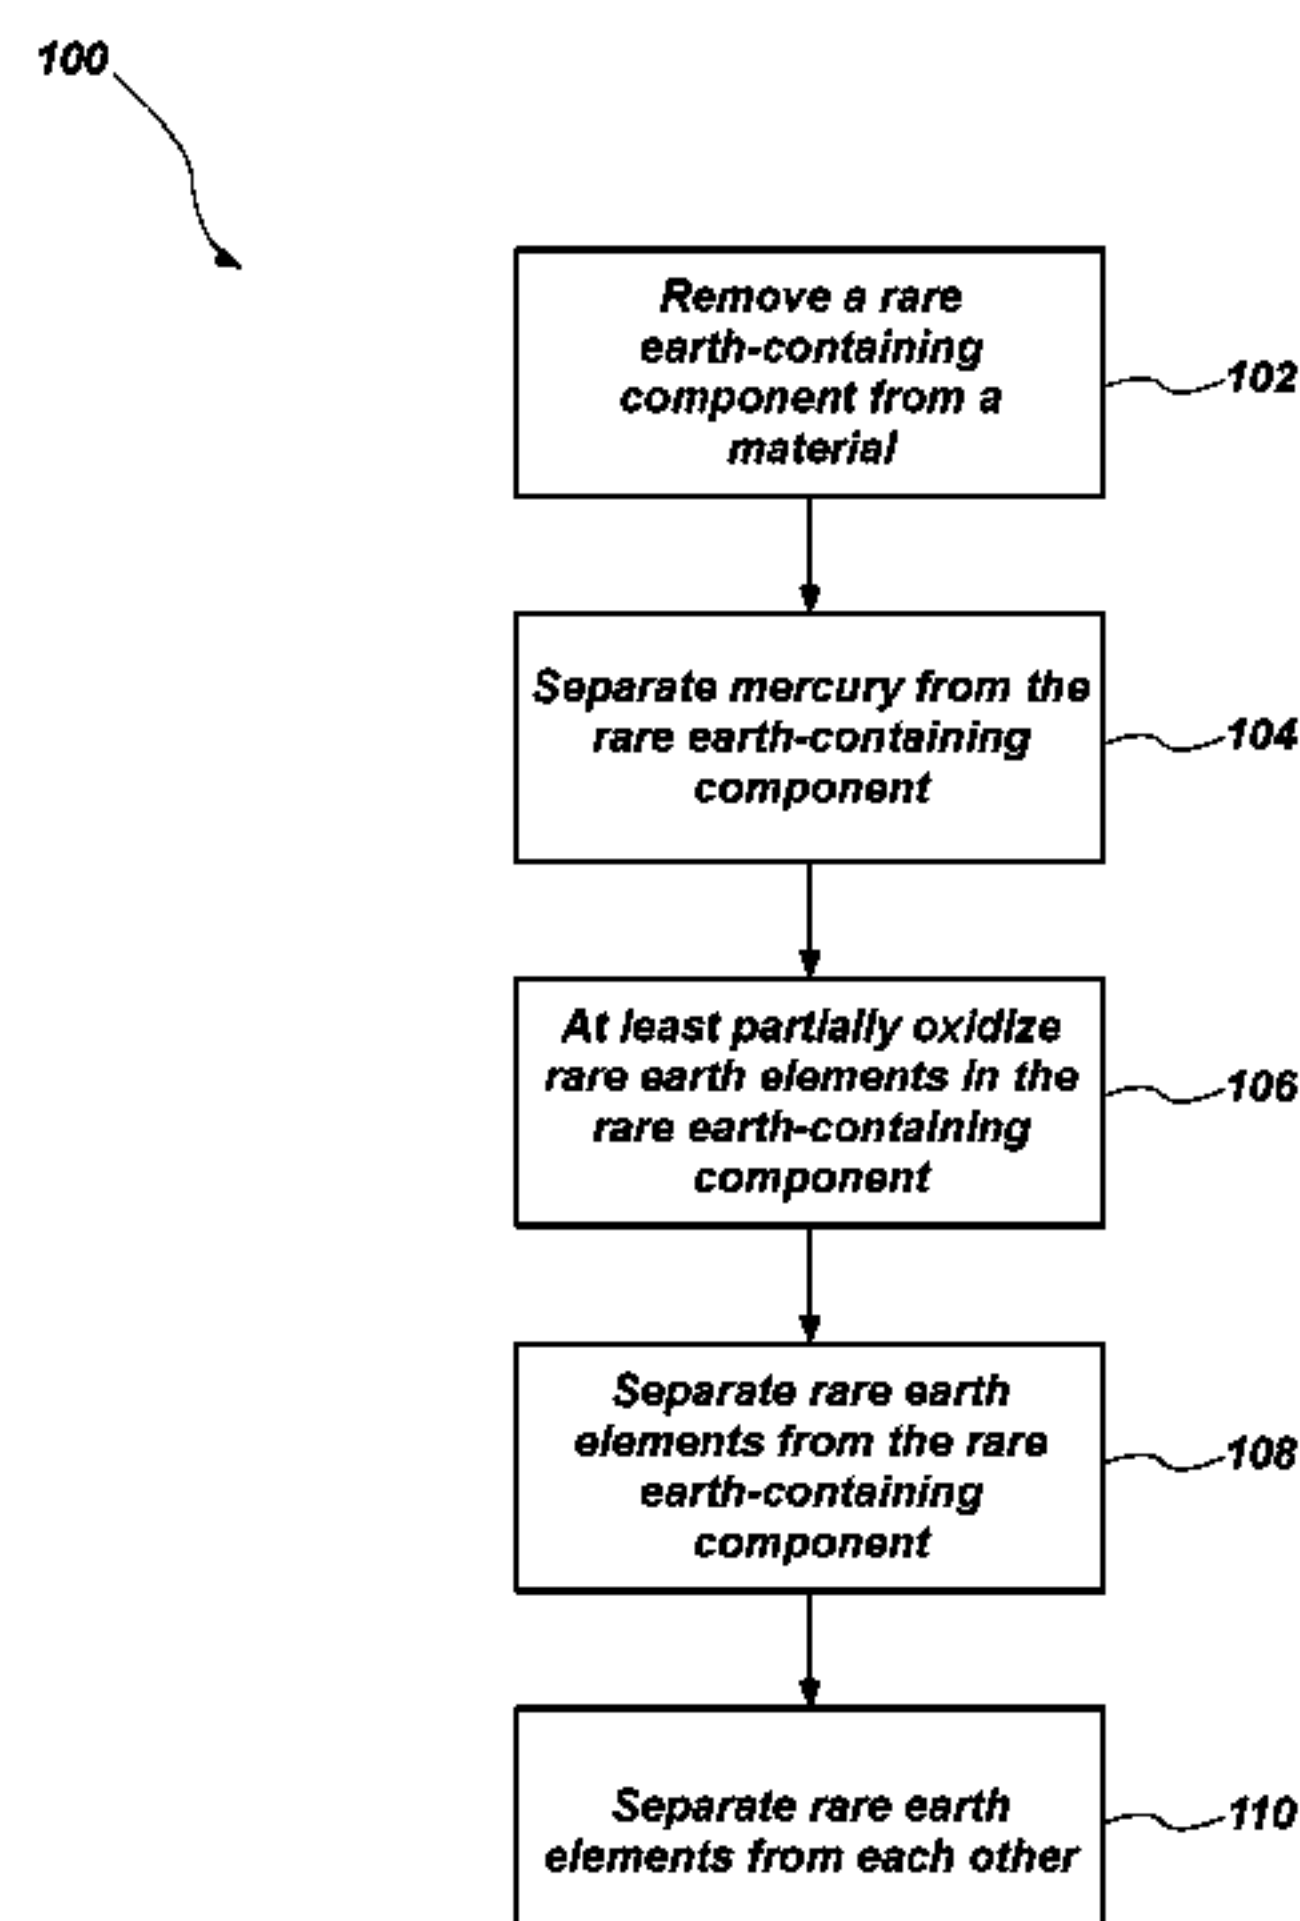 100
Remove a rare
earth-containing
component from a
material
102
Separate mercury from the
rare earth-containing
component
104
At least partially oxidize
rare earth elements in the
rare earth-containing
component
106
Separate rare earth
elements from the rare
earth-containing
component
108
Separate rare earth
elements from each other
110